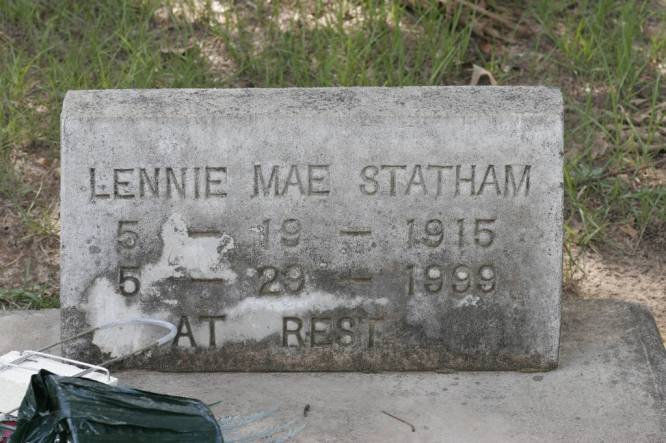 LENNIE MAE STATHAM
5 - 19 - 1915
5 - 29 - 1999
AT REST